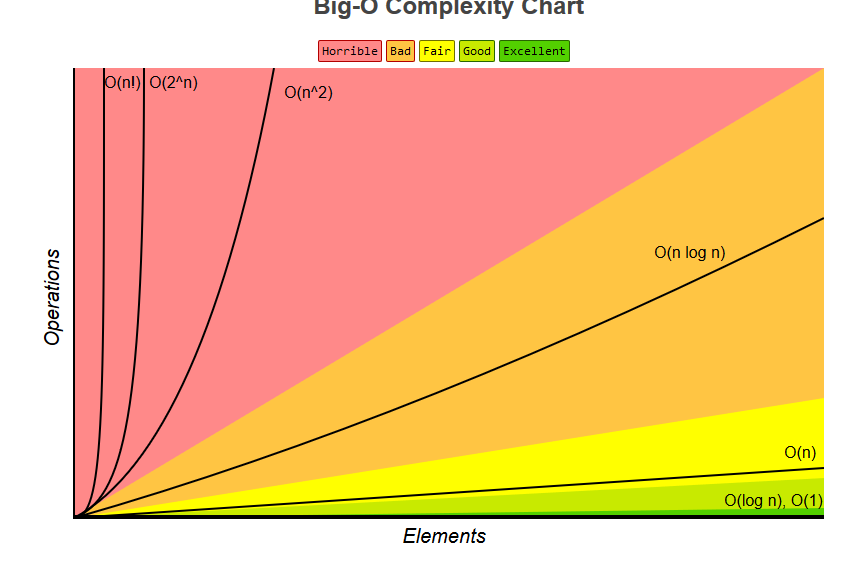 Big-O Complexity Chart
Horrible Bad Fair Good Excellent
O(n!) O(2^n)
O(n^2)
O(n log n)
O(n)
O(log n), O(1)
Operations
Elements